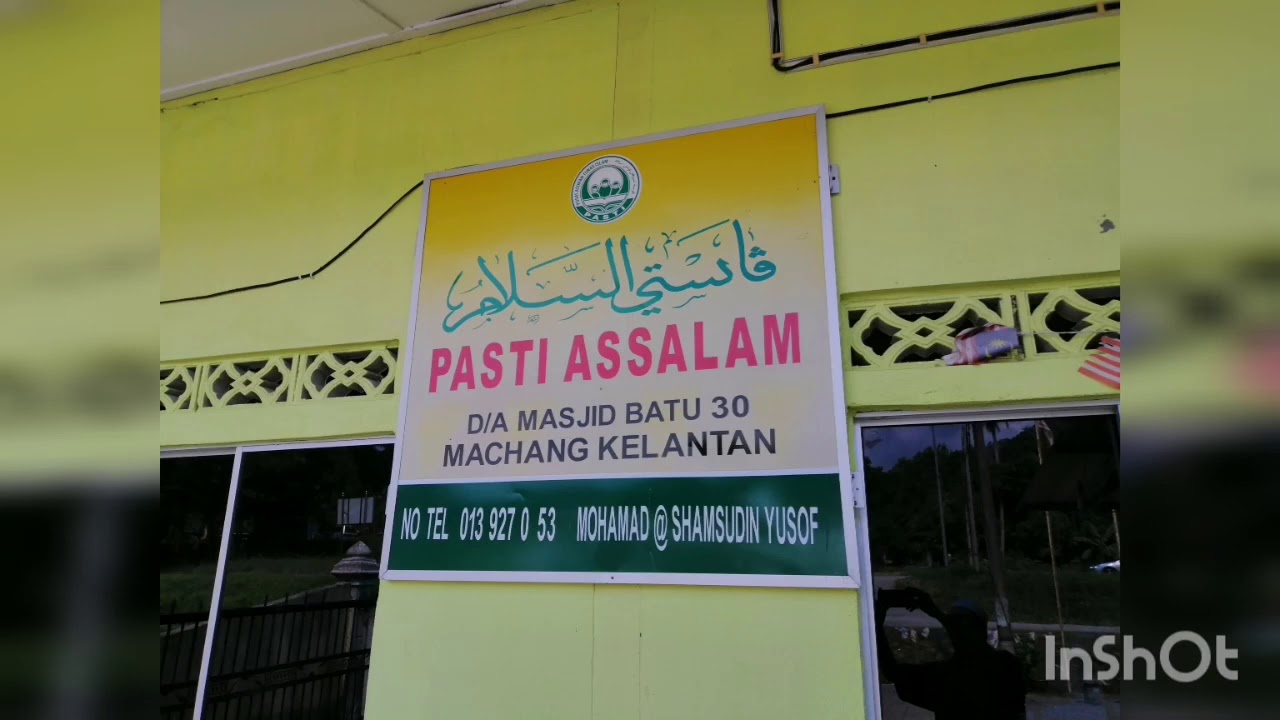 PASTI
ڤاستي السلام
PASTI ASSALAM
D/A MASJID BATU 30
MACHANG KELANTAN
NO TEL 013 927 0 53 MOHAMAD @ SHAMSUDIN YUSOF
InShOt